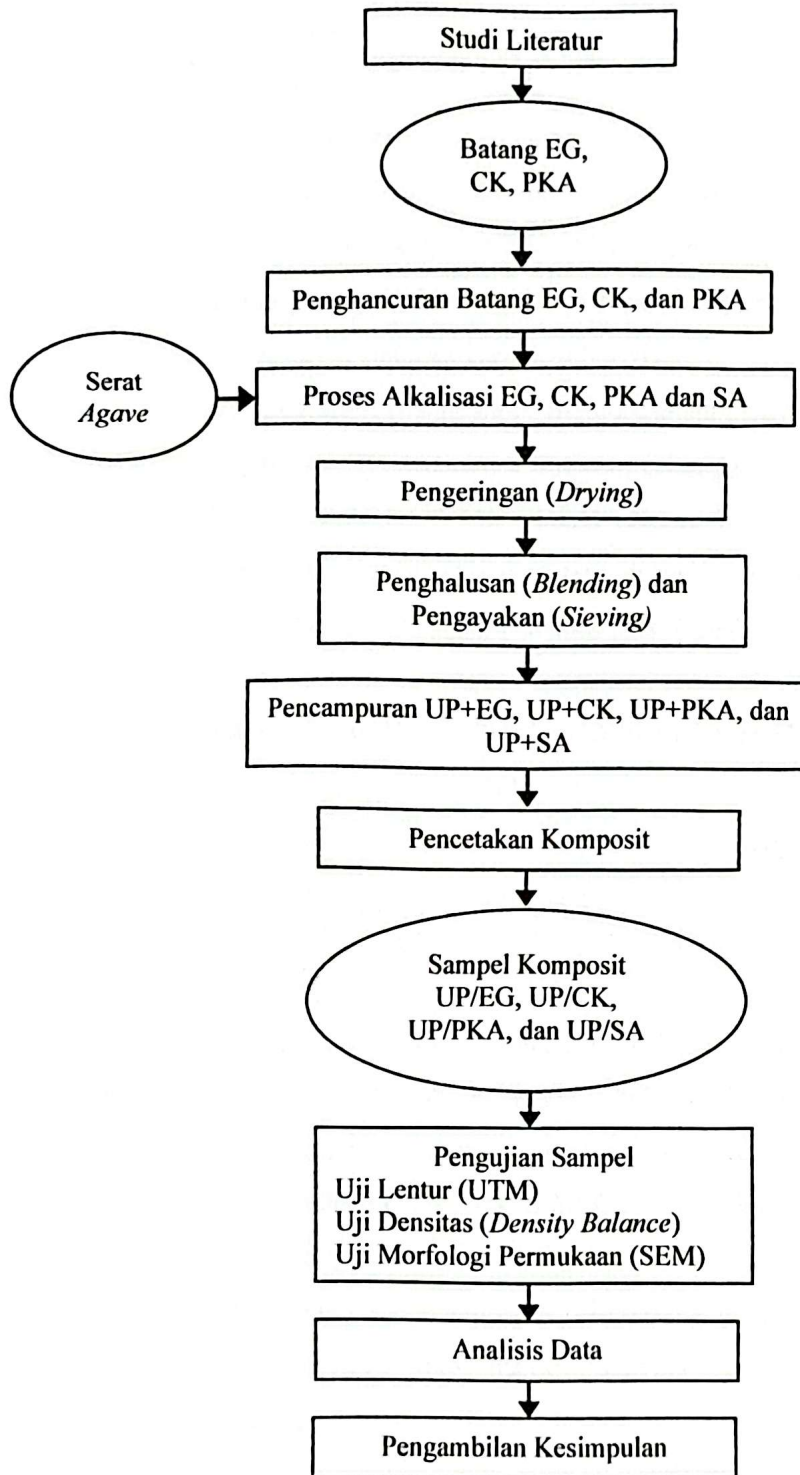 Studi Literatur
Batang EG,
CK, PKA
Penghancuran Batang EG, CK, dan PKA
Serat
Agave
Proses Alkalisasi EG, CK, PKA dan SA
Pengeringan (Drying)
Penghalusan (Blending) dan
Pengayakan (Sieving)
Pencampuran UP+EG, UP+CK, UP+PKA, dan
UP+SA
Pencetakan Komposit
Sampel Komposit
UP/EG, UP/CK,
UP/PKA, dan UP/SA
Pengujian Sampel
Uji Lentur (UTM)
Uji Densitas (Density Balance)
Uji Morfologi Permukaan (SEM)
Analisis Data
Pengambilan Kesimpulan